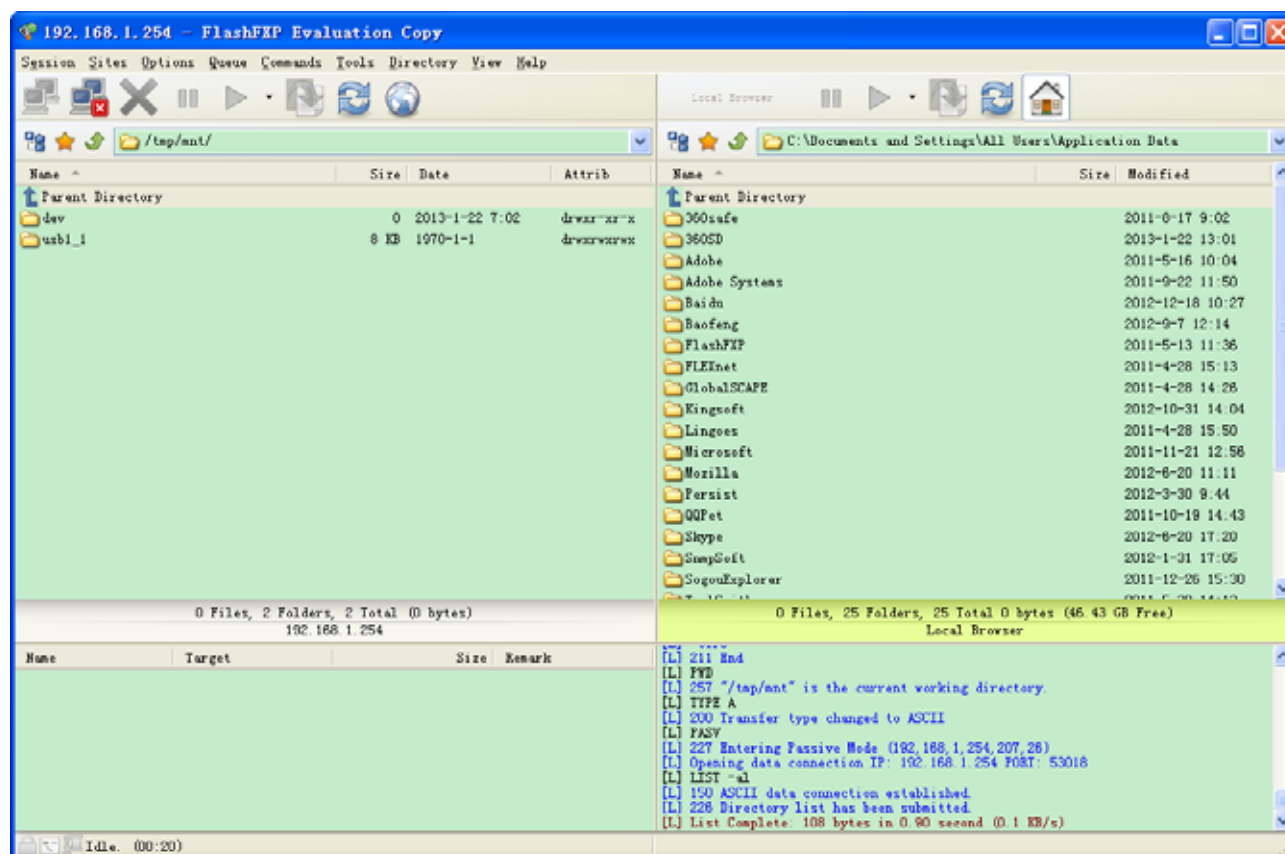 192.168.1.254 - FlashFXP Evaluation Copy
Session Sites Options Queue Commands Tools Directory View Help
Local Browser
/tmp/mnt/
C:\Documents and Settings\All Users\Application Data
Name Size Date Attrib
Parent Directory
dev 0 2013-1-22 7:02 drwxr-xr-x
usb1_1 8 KB 1970-1-1 drwxrwxrwx
Name Size Modified
Parent Directory
360safe 2011-8-17 9:02
360SD 2013-1-22 13:01
Adobe 2011-5-16 10:04
Adobe Systems 2011-9-22 11:50
Baidu 2012-12-18 10:27
Baofeng 2012-9-7 12:14
FlashFXP 2011-5-13 11:36
FLEXnet 2011-4-28 15:13
GlobalSCAPE 2011-4-28 14:26
Kingsoft 2012-10-31 14:04
Lingoes 2011-4-28 15:50
Microsoft 2011-11-21 12:56
Mozilla 2012-6-20 11:11
Persist 2012-3-30 9:44
QQPet 2011-10-19 14:43
Skype 2012-6-20 17:20
SnmpSoft 2012-1-31 17:05
SogouExplorer 2011-12-26 15:30
0 Files, 2 Folders, 2 Total (0 bytes)
192.168.1.254
0 Files, 25 Folders, 25 Total 0 bytes (46.43 GB Free)
Local Browser
Name Target Size Remark
[L] 211 End
[L] PWD
[L] 257 "/tmp/mnt" is the current working directory.
[L] TYPE A
[L] 200 Transfer type changed to ASCII
[L] PASV
[L] 227 Entering Passive Mode (192,168,1,254,207,26)
[L] Opening data connection IP: 192.168.1.254 PORT: 53018
[L] LIST -al
[L] 150 ASCII data connection established.
[L] 226 Directory list has been submitted.
[L] List Complete: 108 bytes in 0.90 second (0.1 KB/s)
Idle. (00:20)